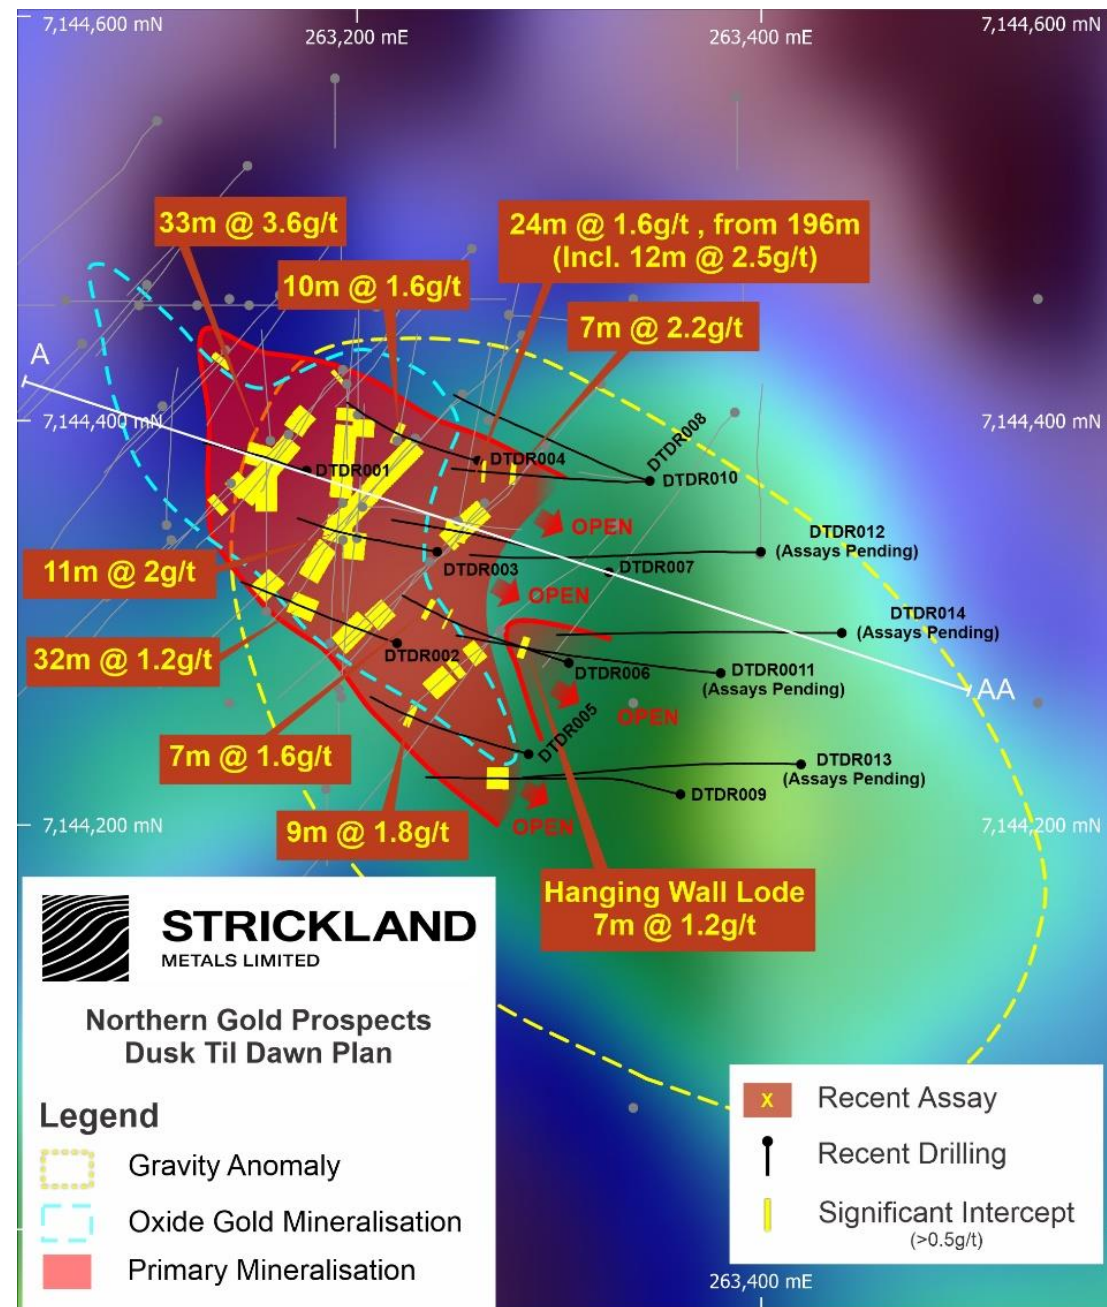 7,144,600 mN
263,200 mE
263,400 mE
7,144,600 mN
33m @ 3.6g/t
24m @ 1.6g/t , from 196m
(Incl. 12m @ 2.5g/t)
10m @ 1.6g/t
7m @ 2.2g/t
A
7,144,400 mN
7,144,400 mN
DTDR008
DTDR004
DTDR001
DTDR010
OPEN
DTDR012
(Assays Pending)
DTDR003
DTDR007
11m @ 2g/t
OPEN
DTDR014
(Assays Pending)
32m @ 1.2g/t
DTDR002
DTDR006
DTDR0011
(Assays Pending)
AA
OPEN
DTDR005
7m @ 1.6g/t
DTDR013
(Assays Pending)
DTDR009
9m @ 1.8g/t
OPEN
7,144,200 mN
7,144,200 mN
Hanging Wall Lode
7m @ 1.2g/t
STRICKLAND
METALS LIMITED
Northern Gold Prospects
Dusk Til Dawn Plan
Legend
Gravity Anomaly
Oxide Gold Mineralisation
Primary Mineralisation
X
Recent Assay
Recent Drilling
Significant Intercept
(>0.5g/t)
263,400 mE